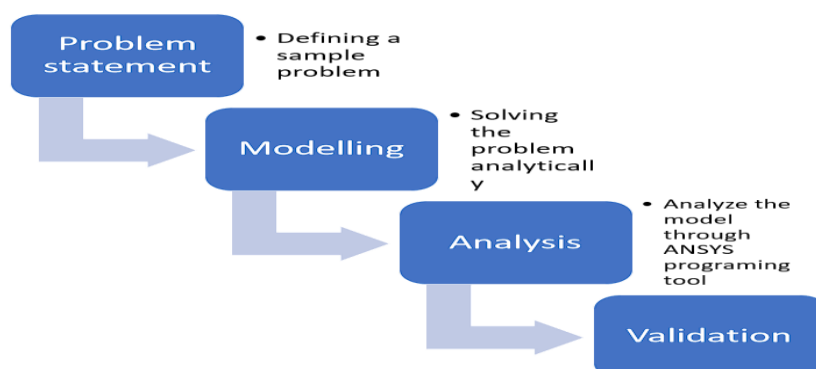 Problem
statement
• Defining a
sample
problem
Modelling
• Solving
the
problem
analyticall
y
Analysis
• Analyze the
model
through
ANSYS
programing
tool
Validation